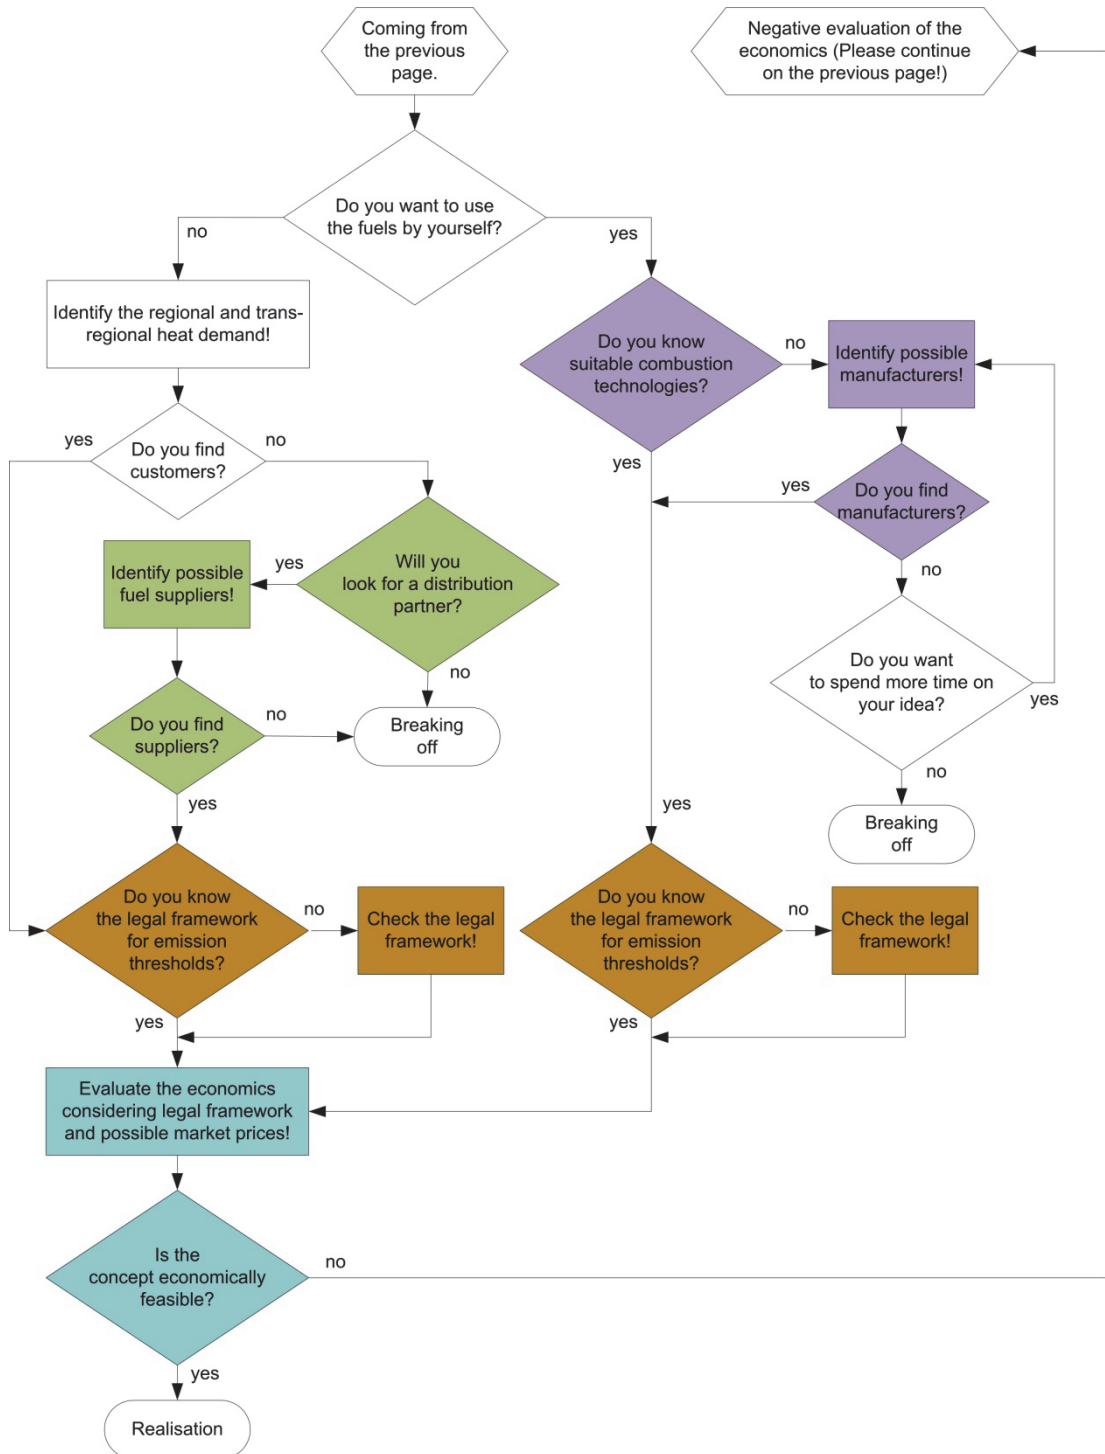 Coming from
the previous
page.
Negative evaluation of the
economics (Please continue
on the previous page!)
Do you want to use
the fuels by yourself?
no
yes
Identify the regional and trans-
regional heat demand!
Do you know
suitable combustion
technologies?
no
Identify possible
manufacturers!
yes
Do you find
customers?
no
yes
yes
Do you find
manufacturers?
no
Will you
look for a distribution
partner?
yes
Identify possible
fuel suppliers!
no
Do you want
to spend more time on
your idea?
yes
no
Breaking
off
Do you find
suppliers?
no
Breaking
off
yes
yes
Do you know
the legal framework
for emission
thresholds?
no
Check the legal
framework!
Do you know
the legal framework
for emission
thresholds?
no
Check the legal
framework!
yes
yes
Evaluate the economics
considering legal framework
and possible market prices!
Is the
concept economically
feasible?
no
yes
Realisation